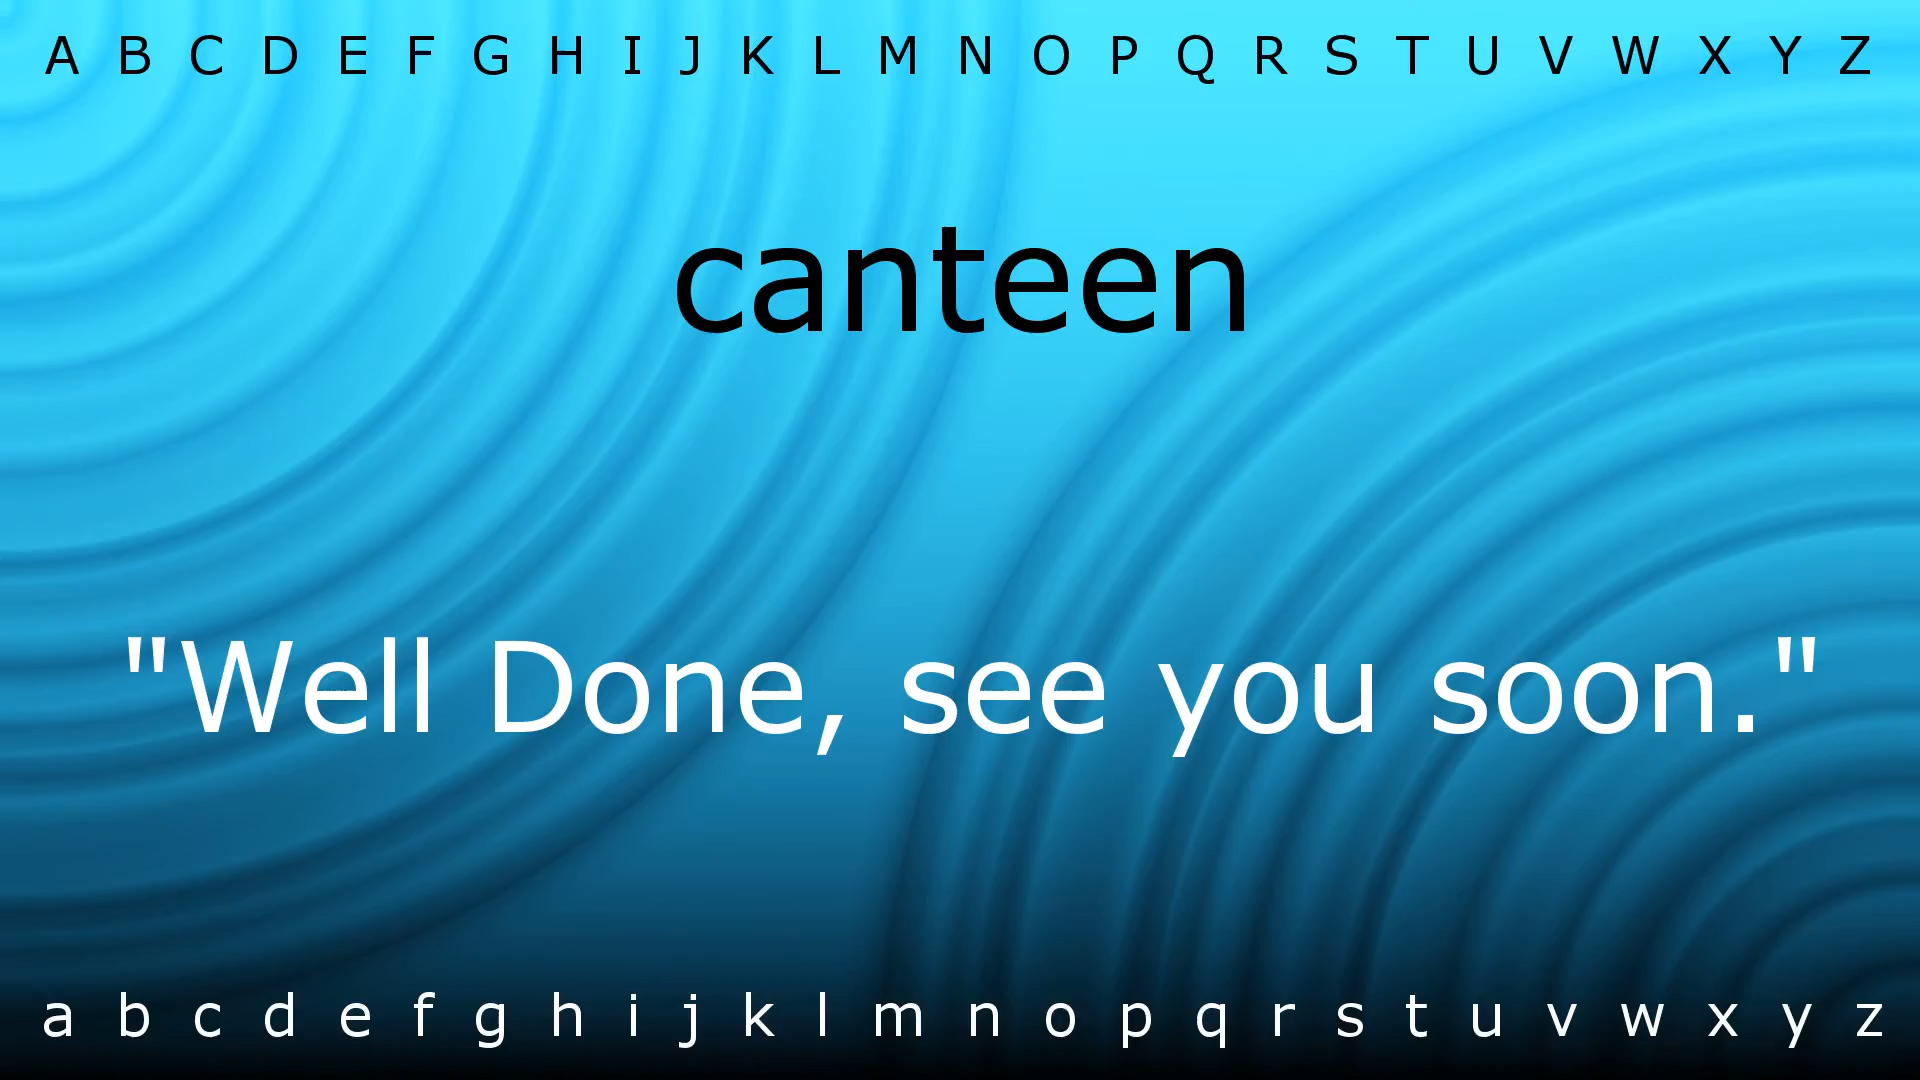 A B C D E F G H I J K L M N O P Q R S T U V W X Y Z
canteen
"Well Done, see you soon."
a b c d e f g h i j k l m n o p q r s t u v w x y z